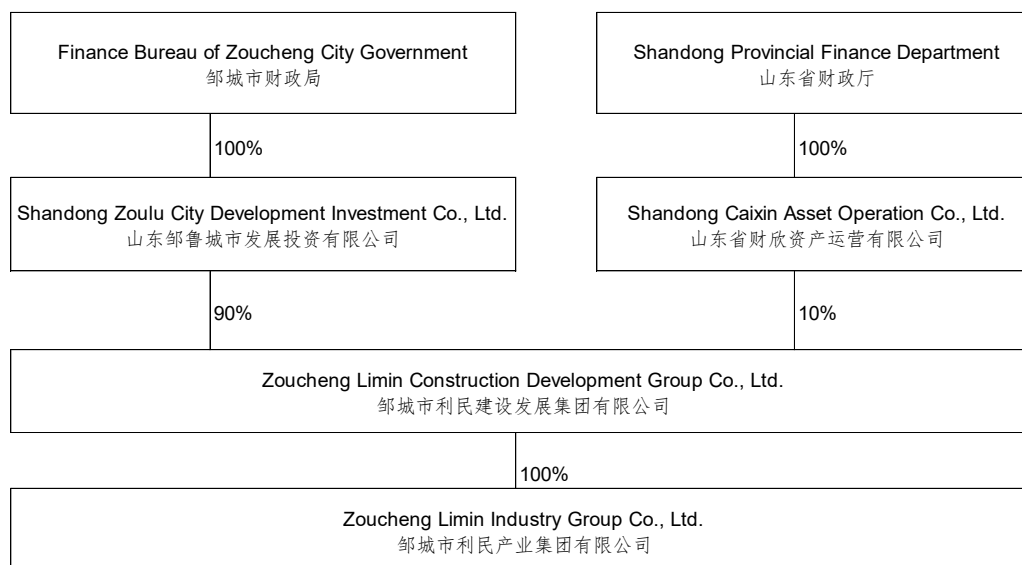 Finance Bureau of Zoucheng City Government
邹城市财政局
Shandong Provincial Finance Department
山东省财政厅
100%
100%
Shandong Zoulu City Development Investment Co., Ltd.
山东邹鲁城市发展投资有限公司
Shandong Caixin Asset Operation Co., Ltd.
山东省财欣资产运营有限公司
90%
10%
Zoucheng Limin Construction Development Group Co., Ltd.
邹城市利民建设发展集团有限公司
100%
Zoucheng Limin Industry Group Co., Ltd.
邹城市利民产业集团有限公司